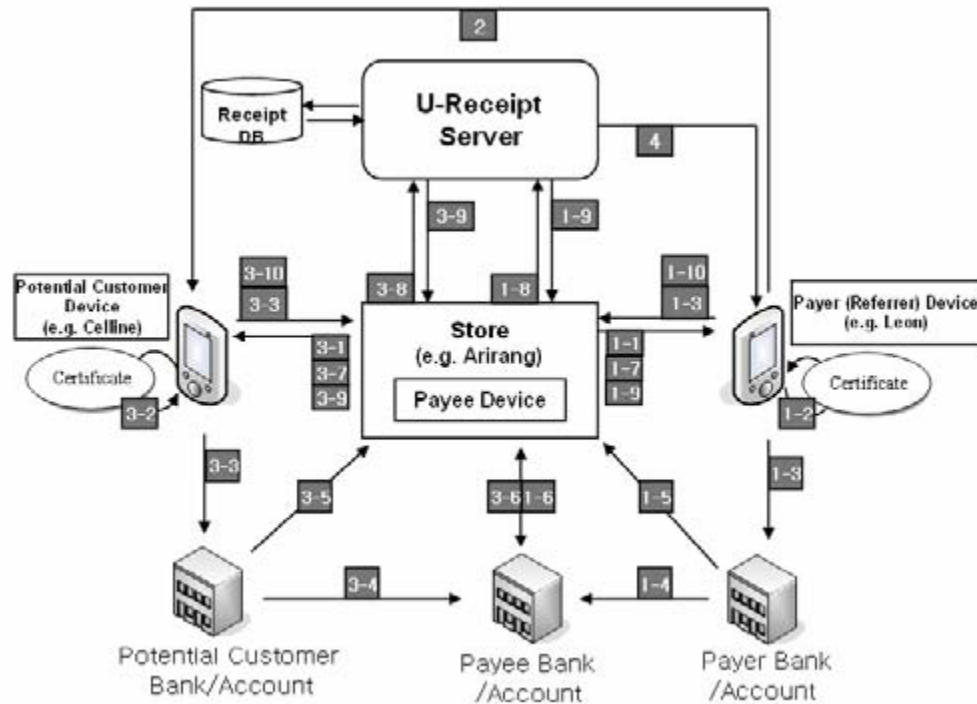 2
U-Receipt
Server
Receipt
DB
4
3-9
1-9
3-10
3-3
3-8
1-8
1-10
1-3
Potential Customer
Device
(e.g. Cellline)
Payer (Referrer) Device
(e.g. Leon)
Store
(e.g. Arirang)
Payee Device
3-1
3-7
3-9
1-1
1-7
1-9
Certificate
3-2
Certificate
1-2
3-3
1-3
3-5
3-6
1-6
1-5
3-4
1-4
Potential Customer
Bank/Account
Payee Bank
/Account
Payer Bank
/Account